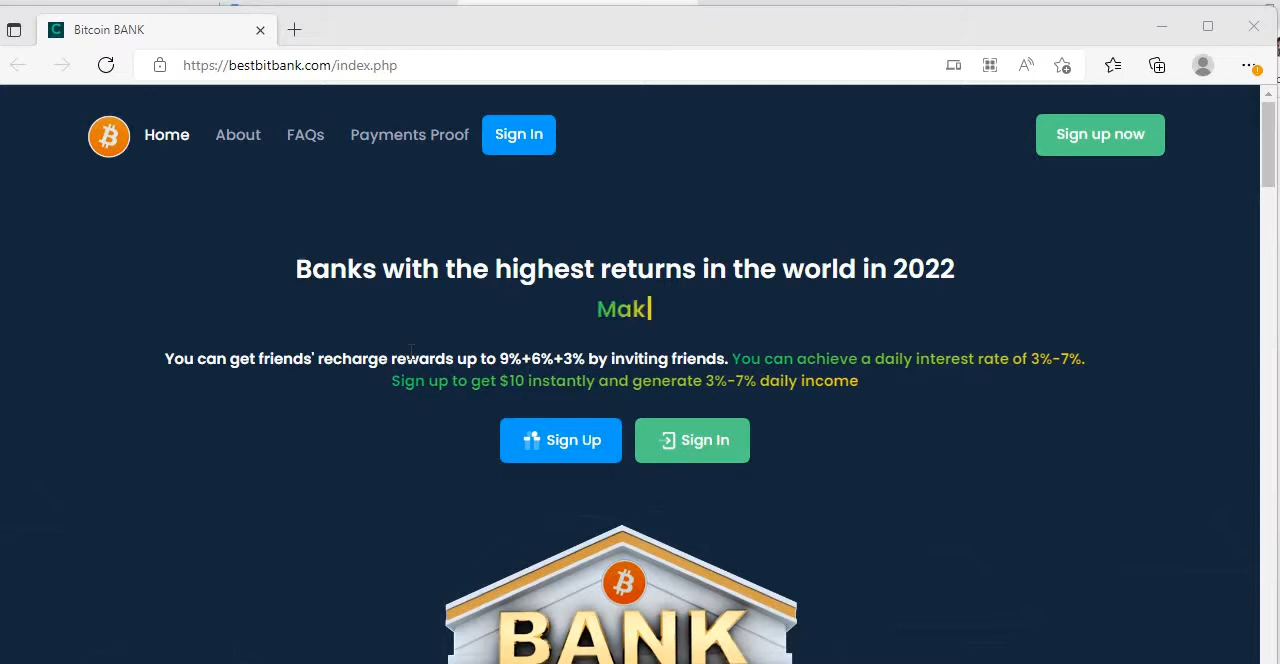 Bitcoin BANK
https://bestbitbank.com/index.php
Home About FAQs Payments Proof Sign In Sign up now
Banks with the highest returns in the world in 2022
Mak
You can get friends' recharge rewards up to 9%+6%+3% by inviting friends. You can achieve a daily interest rate of 3%-7%.
Sign up to get $10 instantly and generate 3%-7% daily income
Sign Up Sign In
BANK